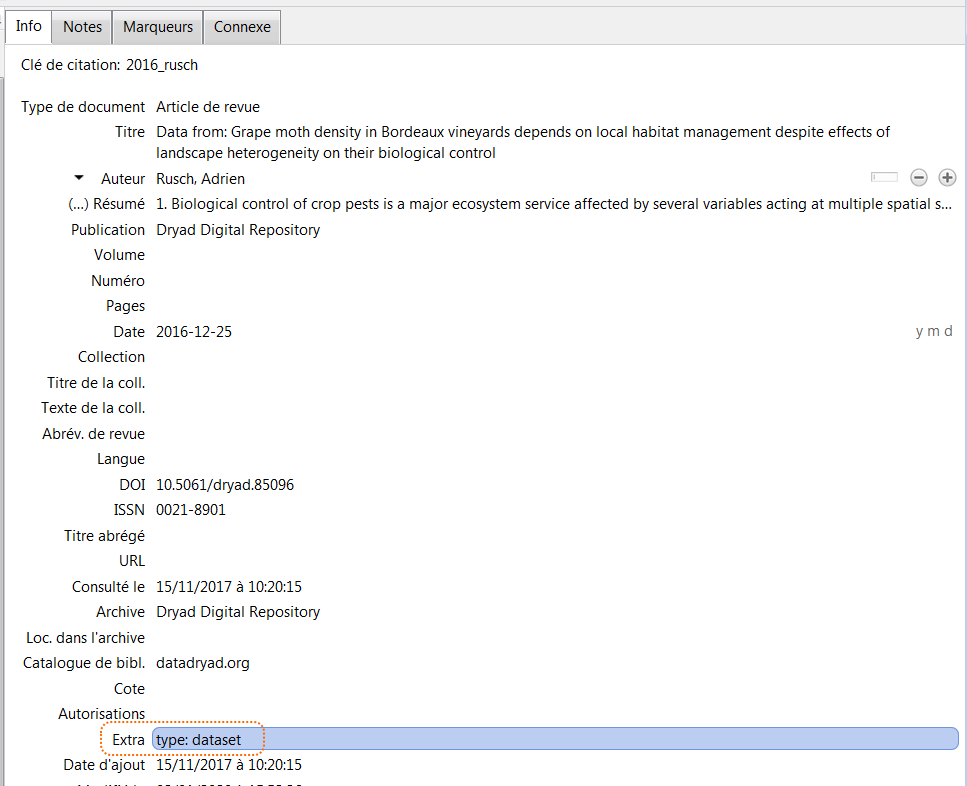 Info Notes Marqueurs Connexe
Clé de citation: 2016_rusch
Type de document Article de revue
Titre Data from: Grape moth density in Bordeaux vineyards depends on local habitat management despite effects of
landscape heterogeneity on their biological control
Auteur Rusch, Adrien
(...) Résumé 1. Biological control of crop pests is a major ecosystem service affected by several variables acting at multiple spatial s...
Publication Dryad Digital Repository
Volume
Numéro
Pages
Date 2016-12-25 y m d
Collection
Titre de la coll.
Texte de la coll.
Abrév. de revue
Langue
DOI 10.5061/dryad.85096
ISSN 0021-8901
Titre abrégé
URL
Consulté le 15/11/2017 à 10:20:15
Archive Dryad Digital Repository
Loc. dans l'archive
Catalogue de bibl. datadryad.org
Cote
Autorisations
Extra type: dataset
Date d'ajout 15/11/2017 à 10:20:15